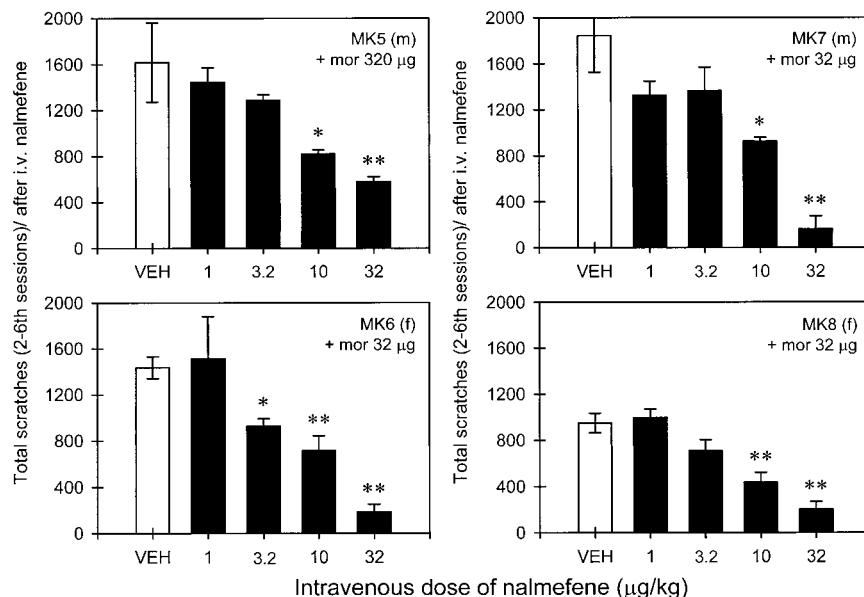 Total scratches (2-6th sessions)/ after i.v. nalmefene
2000
1600
1200
800
400
0
MK5 (m)
+ mor 320 µg
*
**
VEH 1 3.2 10 32
2000
1600
1200
800
400
0
MK7 (m)
+ mor 32 µg
*
**
VEH 1 3.2 10 32
Total scratches (2-6th sessions)/ after i.v. nalmefene
2000
1600
1200
800
400
0
MK6 (f)
+ mor 32 µg
*
**
**
VEH 1 3.2 10 32
2000
1600
1200
800
400
0
MK8 (f)
+ mor 32 µg
**
**
VEH 1 3.2 10 32
Intravenous dose of nalmefene (µg/kg)